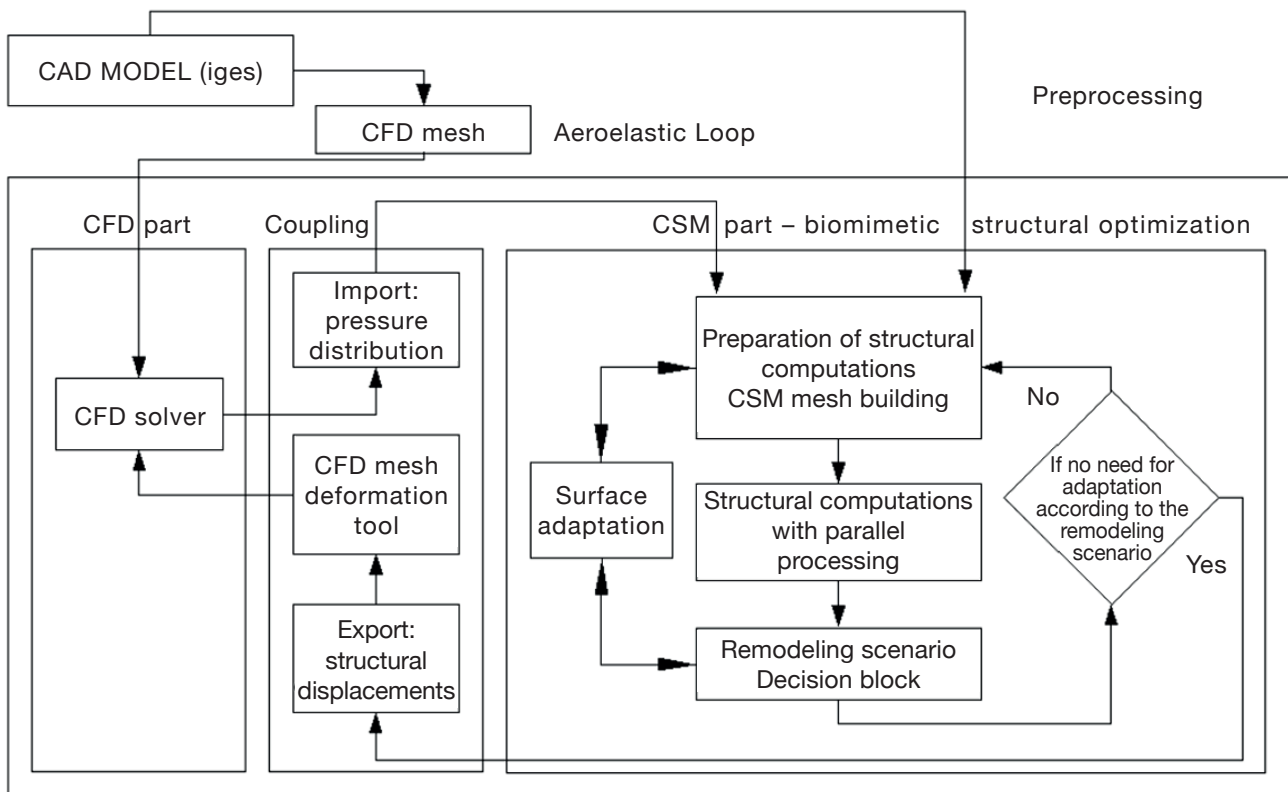 CAD MODEL (iges)
Preprocessing
CFD mesh
Aeroelastic Loop
CFD part
Coupling
CSM part – biomimetic structural optimization
Import:
pressure
distribution
CFD solver
CFD mesh
deformation
tool
Export:
structural
displacements
Surface
adaptation
Preparation of structural
computations
CSM mesh building
Structural computations
with parallel
processing
Remodeling scenario
Decision block
No
If no need for
adaptation
according to the
remodeling
scenario
Yes